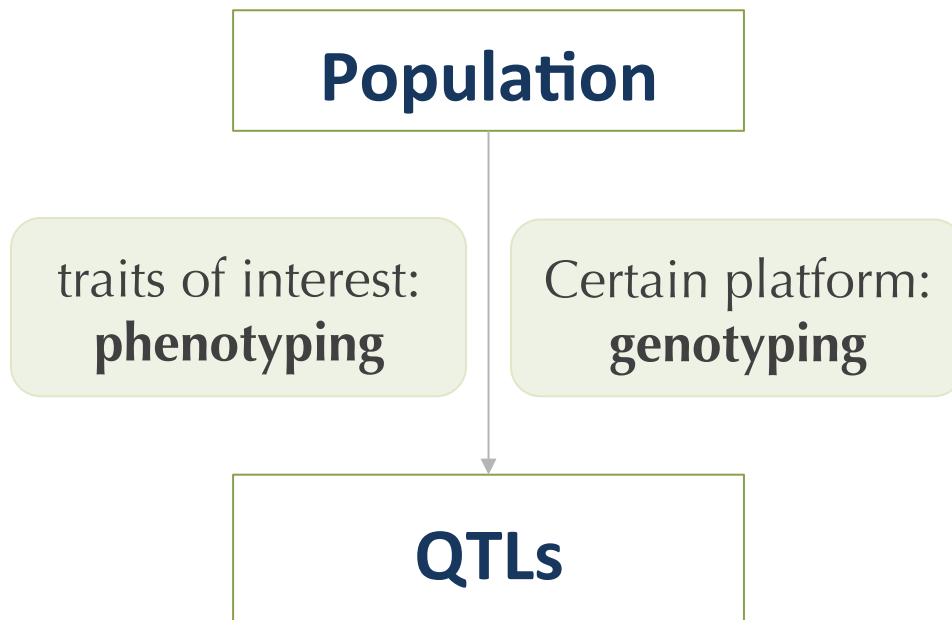 Population
traits of interest:
phenotyping
Certain platform:
genotyping
QTLs